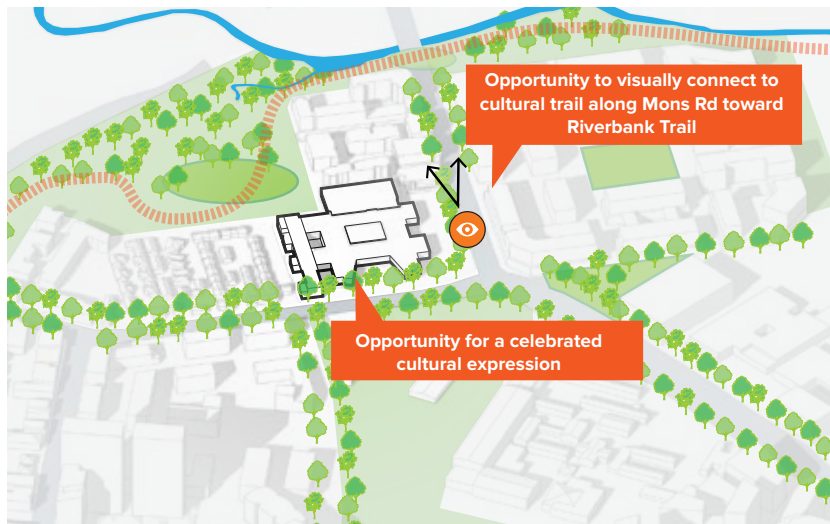 Opportunity to visually connect to
cultural trail along Mons Rd toward
Riverbank Trail
Opportunity for a celebrated
cultural expression